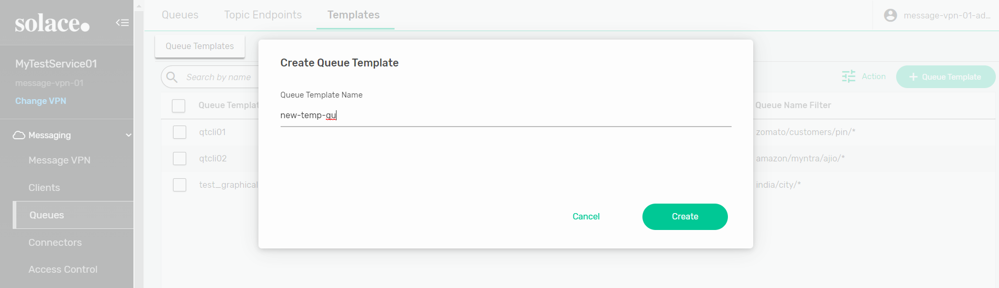 solace.
MyTestService01
message-vpn-01
Change VPN
Messaging
Message VPN
Clients
Queues
Connectors
Access Control
Queues Topic Endpoints Templates
message-vpn-01-ad...
Queue Templates
Search by name
Action
Queue Template
Queue Templat
Queue Name Filter
qtcli01
zomato/customers/pin/*
qtcli02
amazon/myntra/ajio/*
test_graphical
india/city/*
Create Queue Template
Queue Template Name
new-temp-qu
Cancel
Create